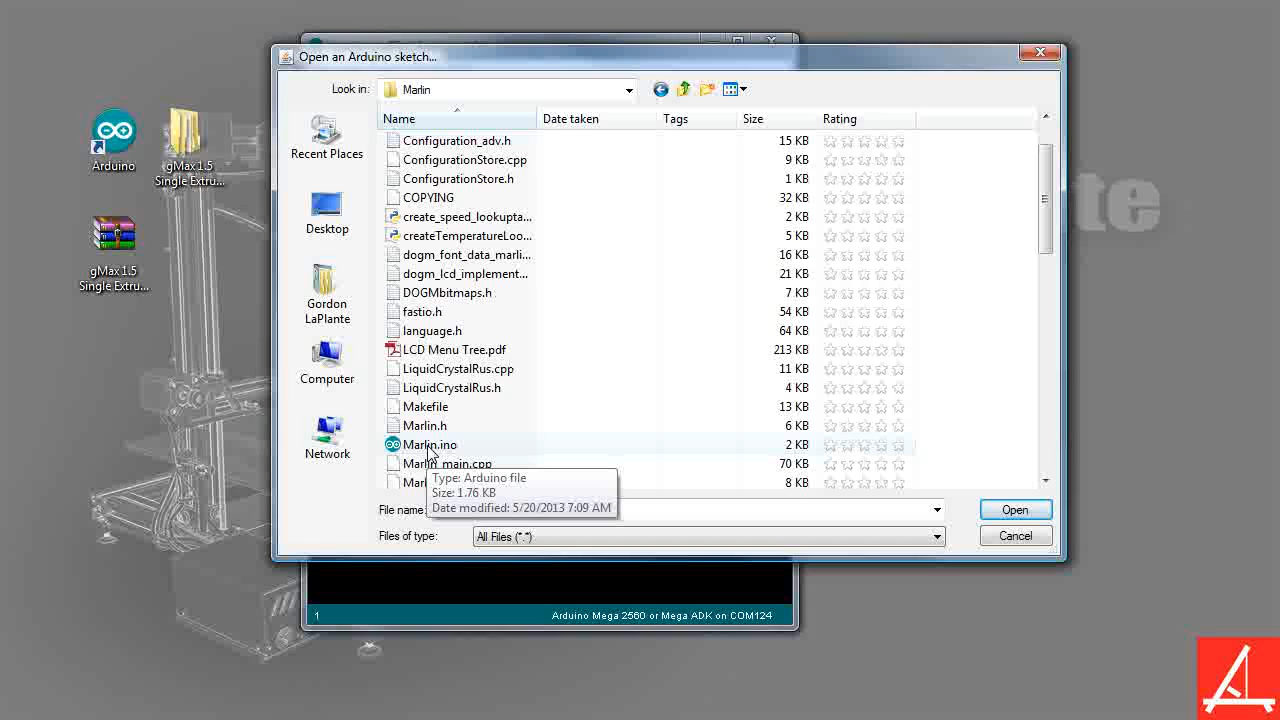 Open an Arduino sketch...
Look in:
Marlin
Name
Date taken
Tags
Size
Rating
Arduino
gMax 1.5
Single Extru...
gMax 1.5
Single Extru...
Recent Places
Desktop
Gordon
LaPlante
Computer
Network
Configuration_adv.h 15 KB
ConfigurationStore.cpp 9 KB
ConfigurationStore.h 1 KB
COPYING 32 KB
create_speed_lookupta... 2 KB
createTemperatureLoo... 5 KB
dogm_font_data_marli... 16 KB
dogm_lcd_implement... 21 KB
DOGMbitmaps.h 7 KB
fastio.h 54 KB
language.h 64 KB
LCD Menu Tree.pdf 213 KB
LiquidCrystalRus.cpp 11 KB
LiquidCrystalRus.h 4 KB
Makefile 13 KB
Marlin.h 6 KB
Marlin.ino 2 KB
Marlin_main.cpp 70 KB
8 KB
Type: Arduino file
Size: 1.76 KB
Date modified: 5/20/2013 7:09 AM
File name:
Open
Files of type:
All Files (*.*)
Cancel
1
Arduino Mega 2560 or Mega ADK on COM124
te